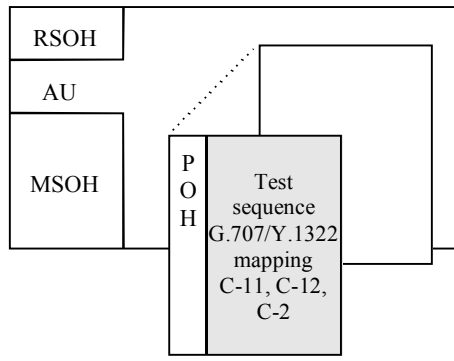 RSOH
AU
MSOH
P
O
H
Test
sequence
G.707/Y.1322
mapping
C-11, C-12,
C-2